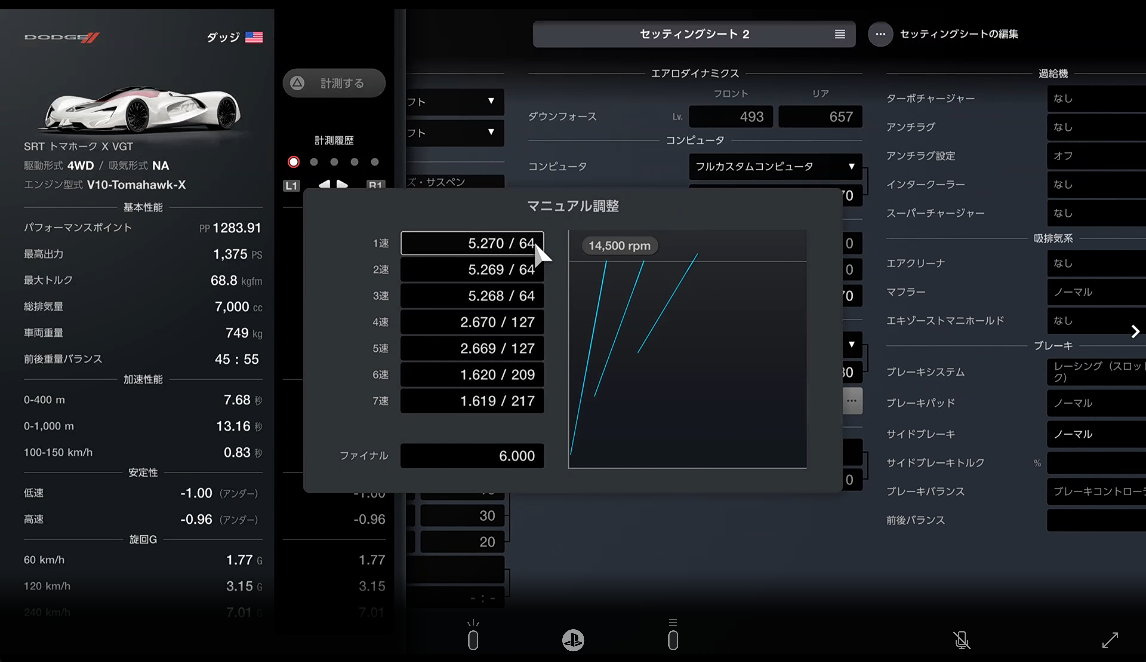 DODGE
ダッジ
SRT トマホーク X VGT
駆動形式 4WD / 吸気形式 NA
エンジン型式 V10-Tomahawk-X
基本性能
パフォーマンスポイント PP 1283.91
最高出力 1,375 PS
最大トルク 68.8 kgfm
総排気量 7,000 cc
車両重量 749 kg
前後重量バランス 45 : 55
加速性能
0-400 m 7.68 秒
0-1,000 m 13.16 秒
100-150 km/h 0.83 秒
安定性
低速 -1.00 (アンダー)
高速 -0.96 (アンダー)
旋回G
60 km/h 1.77 G
120 km/h 3.15 G
240 km/h 7.01 G
計測する
計測履歴
L1 R1
-1.00
-0.96
1.77
3.15
7.01
セッティングシート 2
セッティングシートの編集
フト
フト
ズ・サスペン
30
20
- : -
エアロダイナミクス
フロント リア
ダウンフォース Lv. 493 657
コンピュータ
コンピュータ フルカスタムコンピュータ
70
0
0
70
80
0
マニュアル調整
1速 5.270 / 64
2速 5.269 / 64
3速 5.268 / 64
4速 2.670 / 127
5速 2.669 / 127
6速 1.620 / 209
7速 1.619 / 217
ファイナル 6.000
14,500 rpm
過給機
ターボチャージャー なし
アンチラグ なし
アンチラグ設定 オフ
インタークーラー なし
スーパーチャージャー なし
吸排気系
エアクリーナ なし
マフラー ノーマル
エキゾーストマニホールド なし
ブレーキ
ブレーキシステム レーシング（スロッ
ク）
ブレーキパッド ノーマル
サイドブレーキ ノーマル
サイドブレーキトルク %
ブレーキバランス ブレーキコントロー
前後バランス